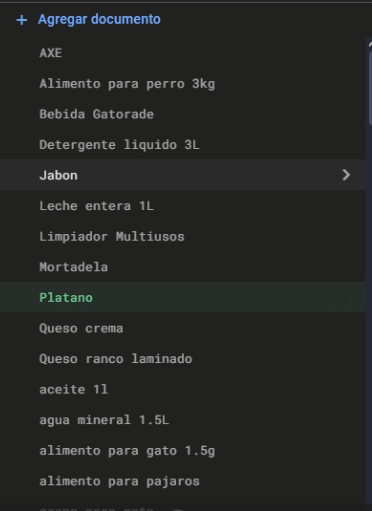 + Agregar documento
AXE
Alimento para perro 3kg
Bebida Gatorade
Detergente liquido 3L
Jabon
Leche entera 1L
Limpiador Multiusos
Mortadela
Platano
Queso crema
Queso ranco laminado
aceite 1l
agua mineral 1.5L
alimento para gato 1.5g
alimento para pajaros